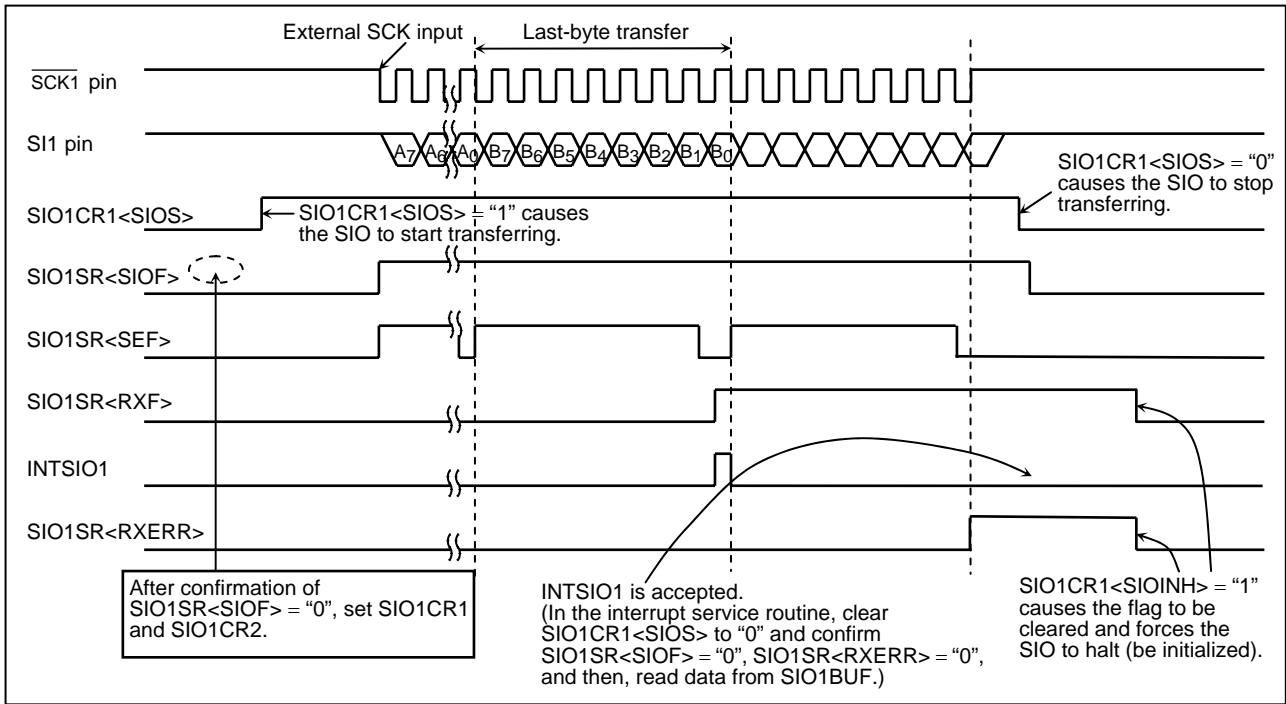 External SCK input
Last-byte transfer
SCK1 pin
SI1 pin
A7 A6 A0 B7 B6 B5 B4 B3 B2 B1 B0
SIO1CR1<SIOS> = “0”
causes the SIO to stop
transferring.
SIO1CR1<SIOS>
SIO1CR1<SIOS> = “1” causes
the SIO to start transferring.
SIO1SR<SIOF>
SIO1SR<SEF>
SIO1SR<RXF>
INTSIO1
SIO1SR<RXERR>
After confirmation of
SIO1SR<SIOF> = “0”, set SIO1CR1
and SIO1CR2.
INTSIO1 is accepted.
(In the interrupt service routine, clear
SIO1CR1<SIOS> to “0” and confirm
SIO1SR<SIOF> = “0”, SIO1SR<RXERR> = “0”,
and then, read data from SIO1BUF.)
SIO1CR1<SIOINH> = “1”
causes the flag to be
cleared and forces the
SIO to halt (be initialized).